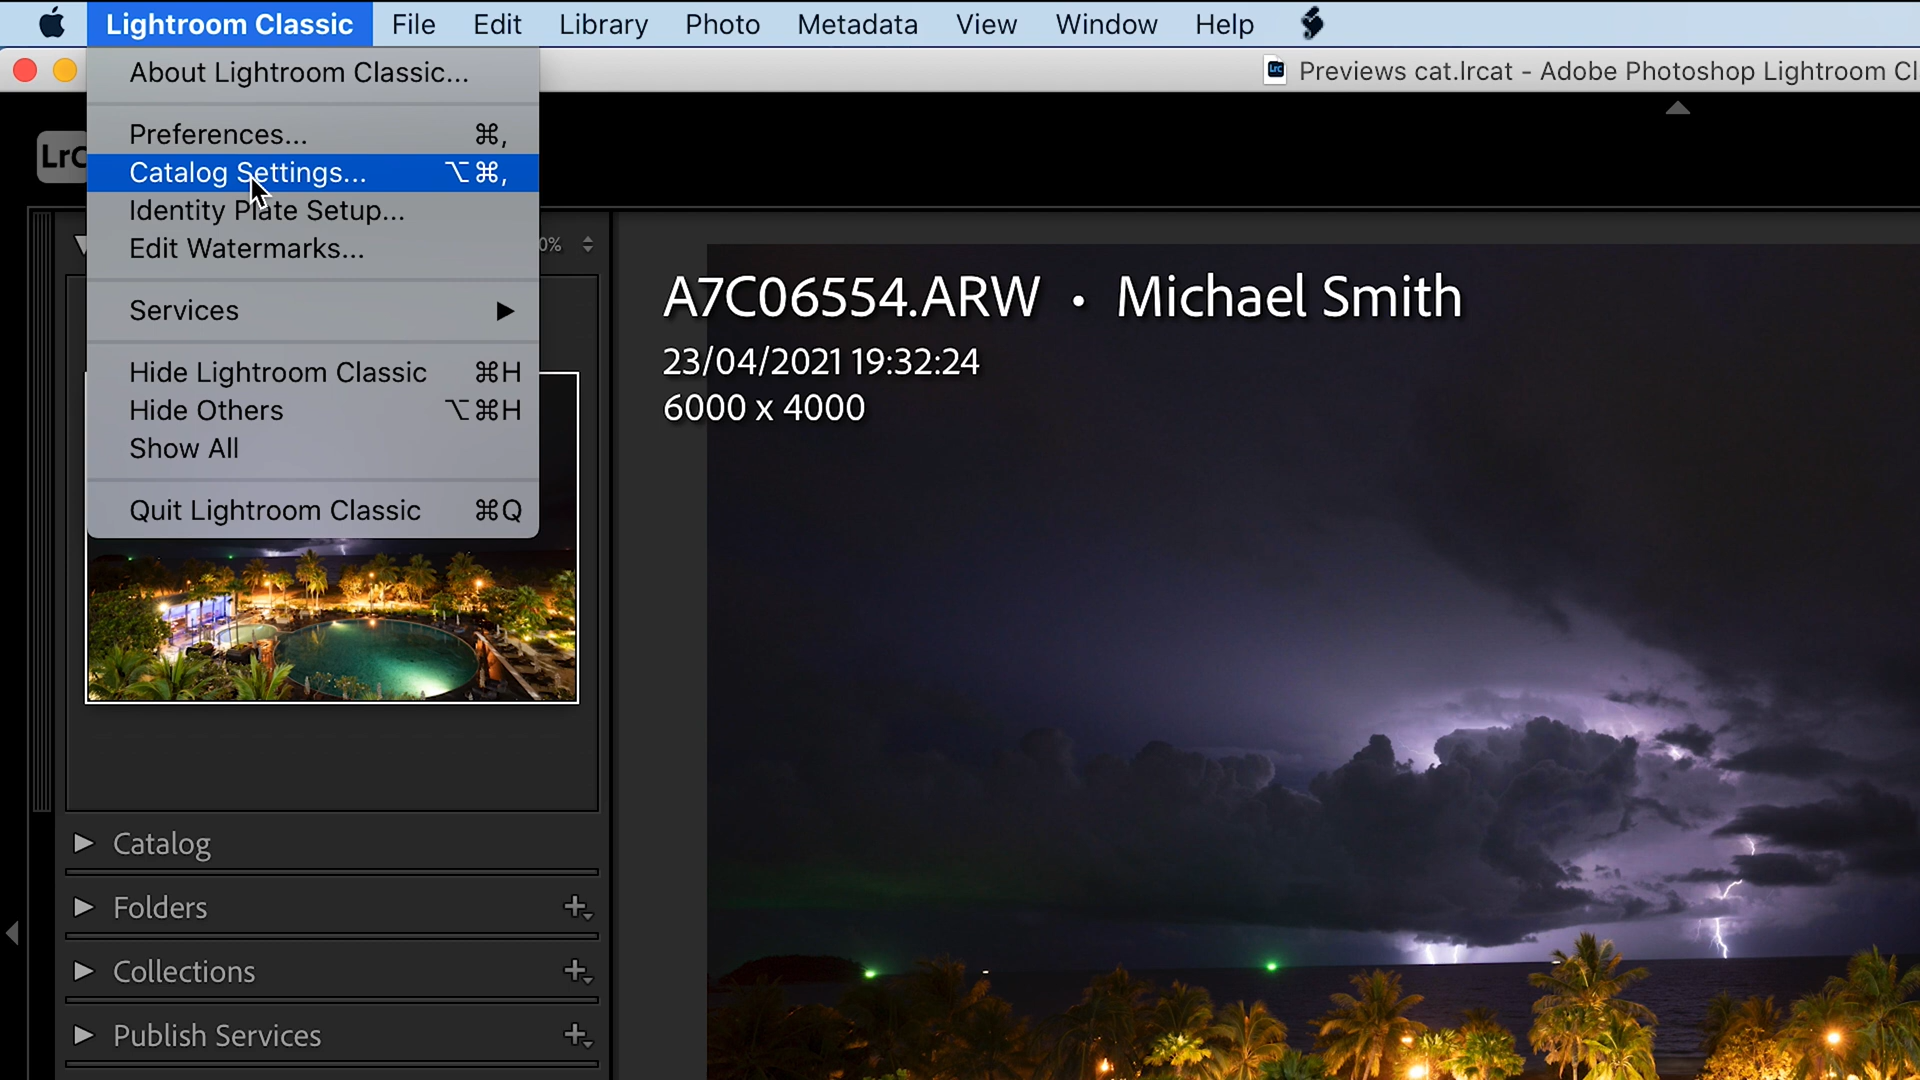 Lightroom Classic File Edit Library Photo Metadata View Window Help
Previews cat.lrcat - Adobe Photoshop Lightroom Cl
About Lightroom Classic...
Preferences... ⌘,
LrC
Catalog Settings... ⌥⌘,
Identity Plate Setup...
Edit Watermarks...
0%
Services ▶
Hide Lightroom Classic ⌘H
Hide Others ⌥⌘H
Show All
Quit Lightroom Classic ⌘Q
A7C06554.ARW • Michael Smith
23/04/2021 19:32:24
6000 x 4000
Catalog
Folders
Collections
Publish Services